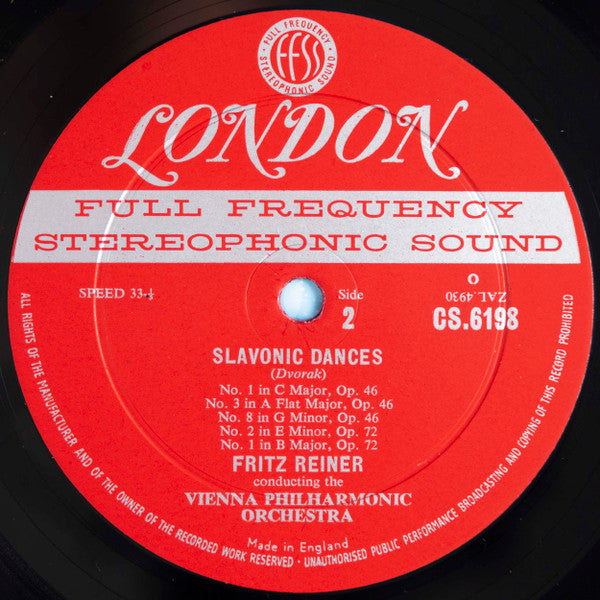 FULL FREQUENCY
FFSS
STEREOPHONIC SOUND
LONDON
FULL FREQUENCY
STEREOPHONIC SOUND
SPEED 33⅓
Side
2
O
ZAL.4930
CS.6198
SLAVONIC DANCES
(Dvorak)
No. 1 in C Major, Op. 46
No. 3 in A Flat Major, Op. 46
No. 8 in G Minor, Op. 46
No. 2 in E Minor, Op. 72
No. 1 in B Major, Op. 72
FRITZ REINER
conducting the
VIENNA PHILHARMONIC
ORCHESTRA
Made in England
ALL RIGHTS OF THE MANUFACTURER AND OF THE OWNER OF THE RECORDED WORK RESERVED · UNAUTHORISED PUBLIC PERFORMANCE BROADCASTING AND COPYING OF THIS RECORD PROHIBITED